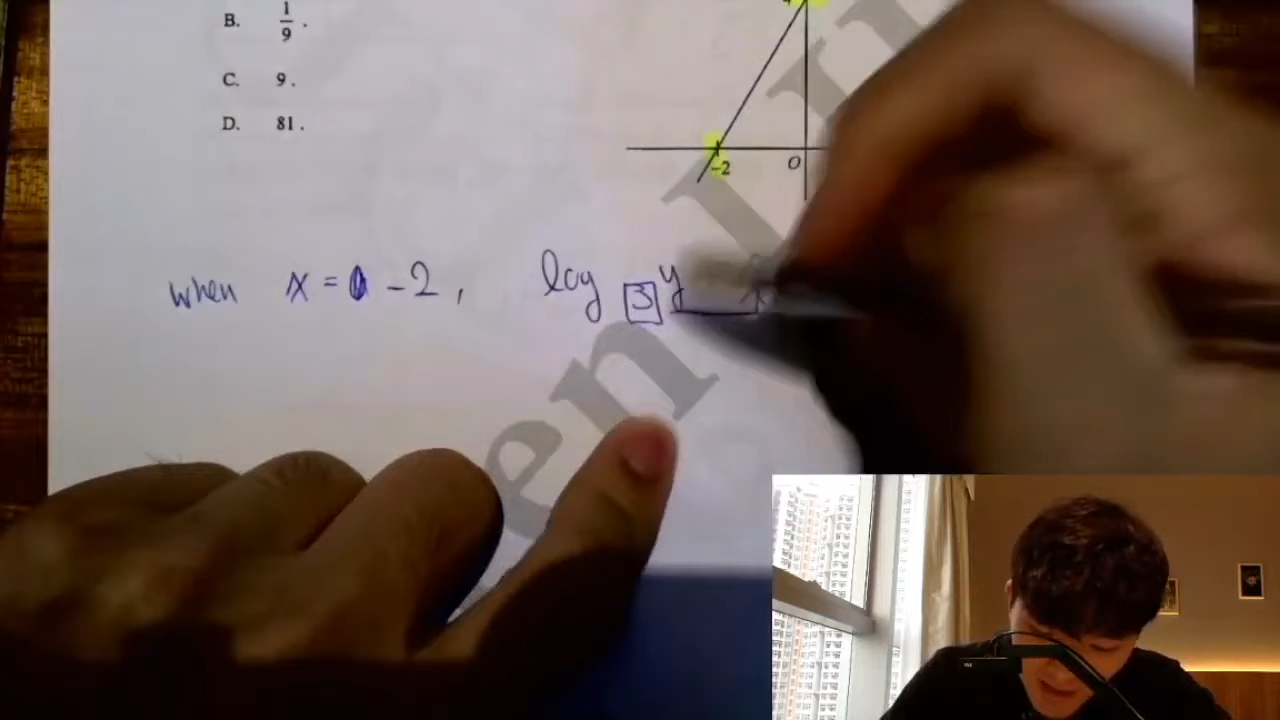 B. 1/9 .
C. 9 .
D. 81 .
-2 O
when x = -2 , log 3 y